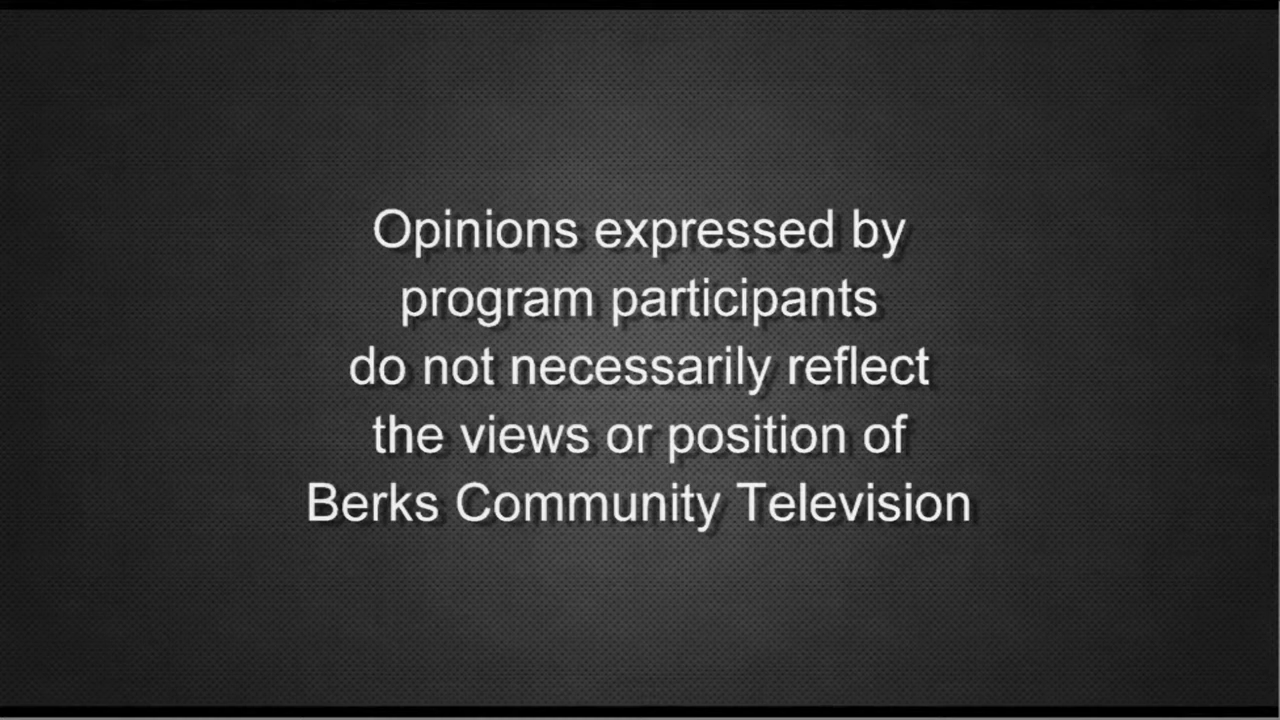 Opinions expressed by
program participants
do not necessarily reflect
the views or position of
Berks Community Television